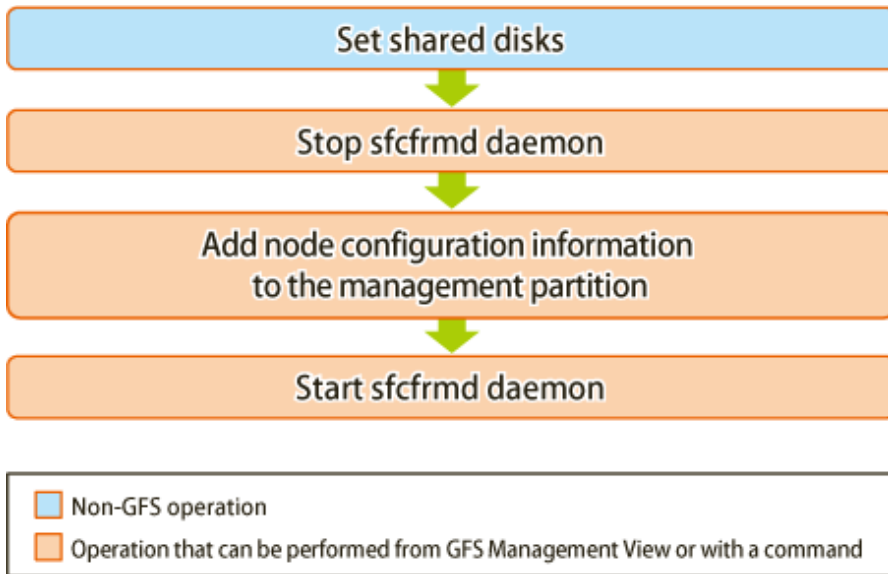 Set shared disks
Stop sfcfrmd daemon
Add node configuration information
to the management partition
Start sfcfrmd daemon
Non-GFS operation
Operation that can be performed from GFS Management View or with a command